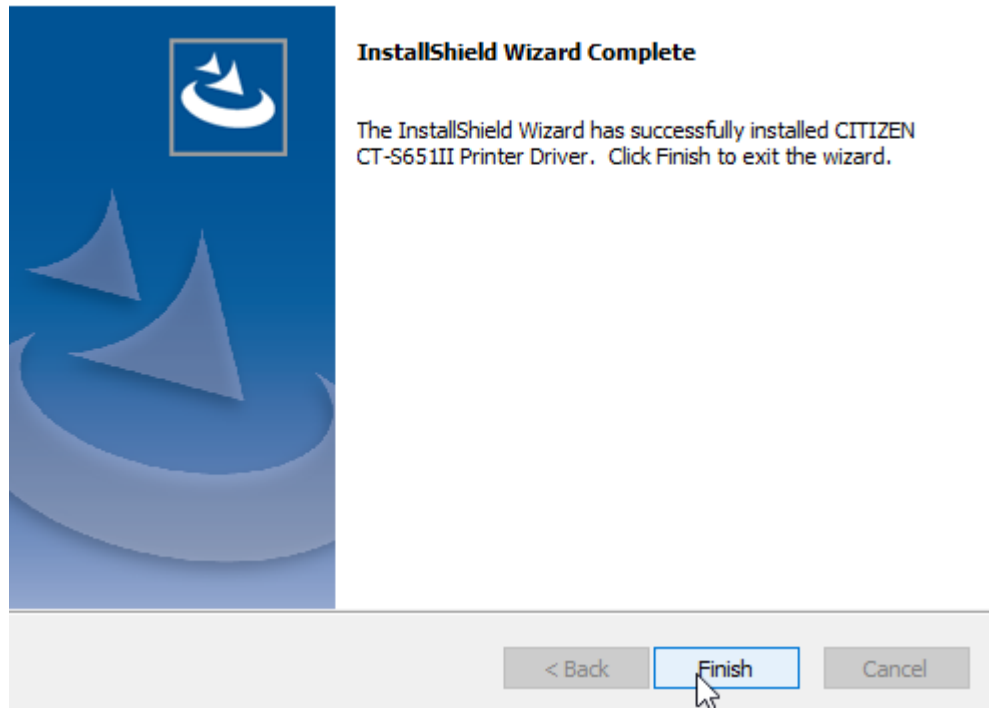 InstallShield Wizard Complete
The InstallShield Wizard has successfully installed CITIZEN
CT-S651II Printer Driver.  Click Finish to exit the wizard.
< Back
Finish
Cancel